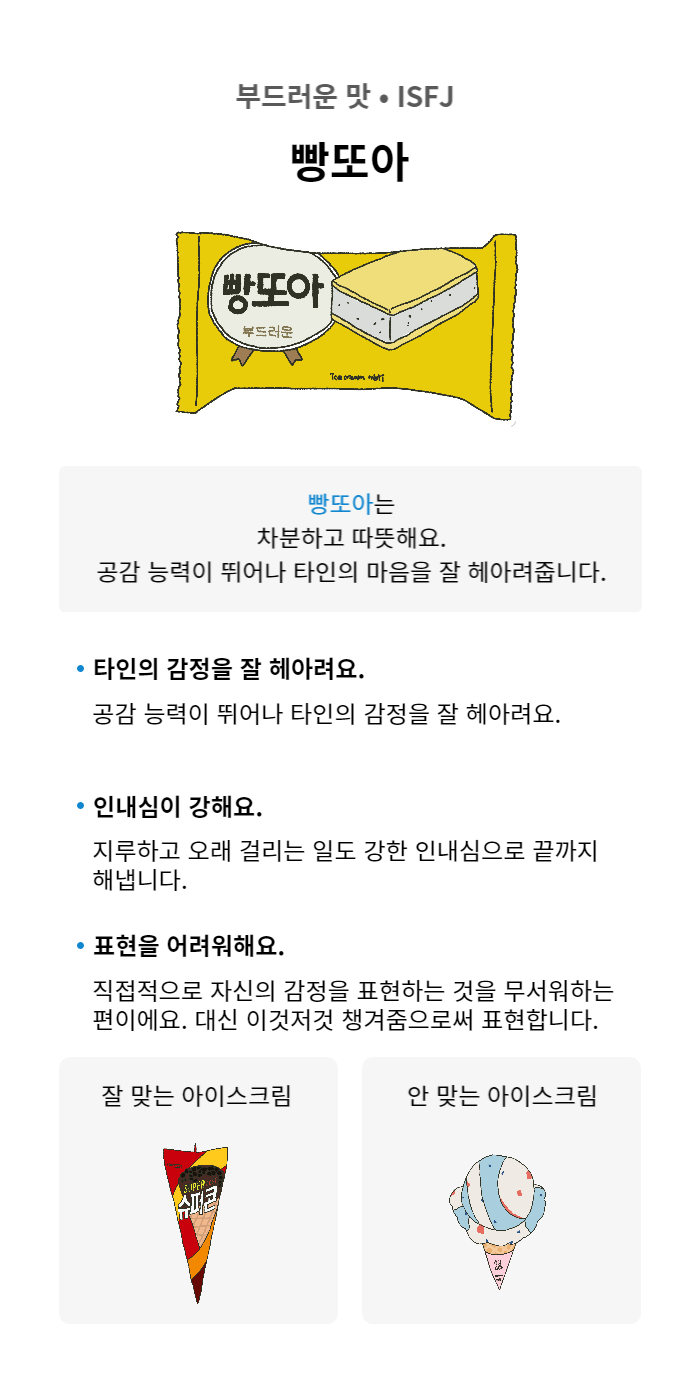 부드러운 맛 • ISFJ
빵또아
빵또아
부드러운
빵또아는
차분하고 따뜻해요.
공감 능력이 뛰어나 타인의 마음을 잘 헤아려줍니다.
• 타인의 감정을 잘 헤아려요.
공감 능력이 뛰어나 타인의 감정을 잘 헤아려요.
• 인내심이 강해요.
지루하고 오래 걸리는 일도 강한 인내심으로 끝까지
해냅니다.
• 표현을 어려워해요.
직접적으로 자신의 감정을 표현하는 것을 무서워하는
편이에요. 대신 이것저것 챙겨줌으로써 표현합니다.
잘 맞는 아이스크림
안 맞는 아이스크림
SUPER
슈퍼콘